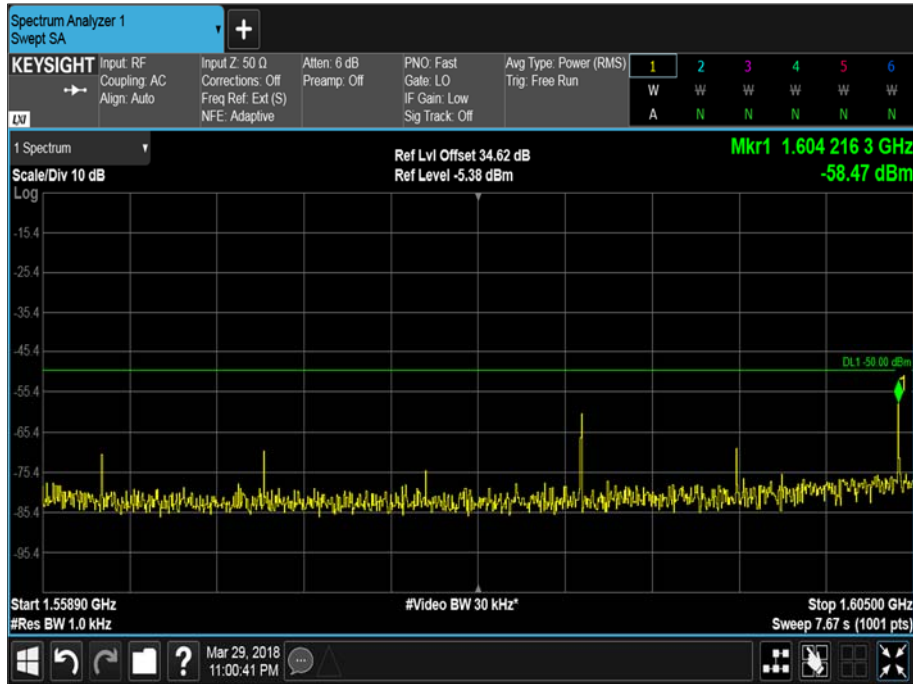 Spectrum Analyzer 1
Swept SA
+
KEYSIGHT
Input: RF
Coupling: AC
Align: Auto
Input Z: 50 Ω
Corrections: Off
Freq Ref: Ext (S)
NFE: Adaptive
Atten: 6 dB
Preamp: Off
PNO: Fast
Gate: LO
IF Gain: Low
Sig Track: Off
Avg Type: Power (RMS)
Trig: Free Run
1 2 3 4 5 6
W W W W W W
A N N N N N
LXI
1 Spectrum
Scale/Div 10 dB
Log
Ref Lvl Offset 34.62 dB
Ref Level -5.38 dBm
Mkr1 1.604 216 3 GHz
-58.47 dBm
-15.4
-25.4
-35.4
-45.4
DL1 -50.00 dBm
-55.4
1
-65.4
-75.4
-85.4
-95.4
Start 1.55890 GHz
#Res BW 1.0 kHz
#Video BW 30 kHz*
Stop 1.60500 GHz
Sweep 7.67 s (1001 pts)
?
Mar 29, 2018
11:00:41 PM